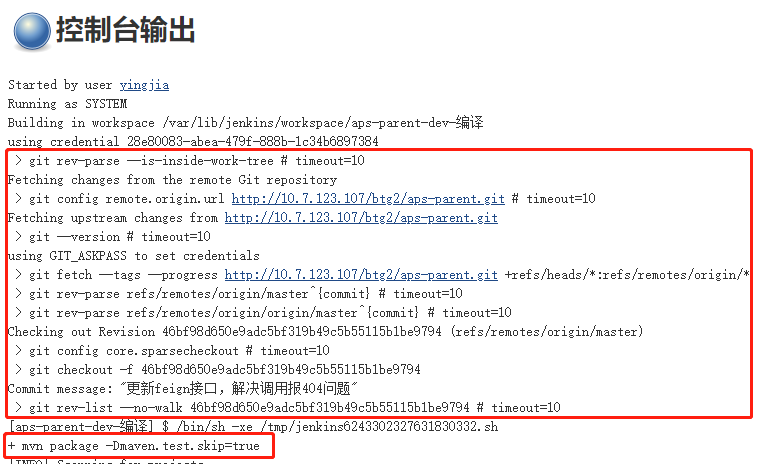 控制台输出
Started by user yingjia
Running as SYSTEM
Building in workspace /var/lib/jenkins/workspace/aps-parent-dev-编译
using credential 28e80083-abea-479f-888b-1c34b6897384
> git rev-parse --is-inside-work-tree # timeout=10
Fetching changes from the remote Git repository
> git config remote.origin.url http://10.7.123.107/btg2/aps-parent.git # timeout=10
Fetching upstream changes from http://10.7.123.107/btg2/aps-parent.git
> git --version # timeout=10
using GIT_ASKPASS to set credentials
> git fetch --tags --progress http://10.7.123.107/btg2/aps-parent.git +refs/heads/*:refs/remotes/origin/*
> git rev-parse refs/remotes/origin/master^{commit} # timeout=10
> git rev-parse refs/remotes/origin/origin/master^{commit} # timeout=10
Checking out Revision 46bf98d650e9adc5bf319b49c5b55115b1be9794 (refs/remotes/origin/master)
> git config core.sparsecheckout # timeout=10
> git checkout -f 46bf98d650e9adc5bf319b49c5b55115b1be9794
Commit message: "更新feign接口，解决调用报404问题"
> git rev-list --no-walk 46bf98d650e9adc5bf319b49c5b55115b1be9794 # timeout=10
[aps-parent-dev-编译] $ /bin/sh -xe /tmp/jenkins6243302327631830332.sh
+ mvn package -Dmaven.test.skip=true
[INFO] Scanning for projects